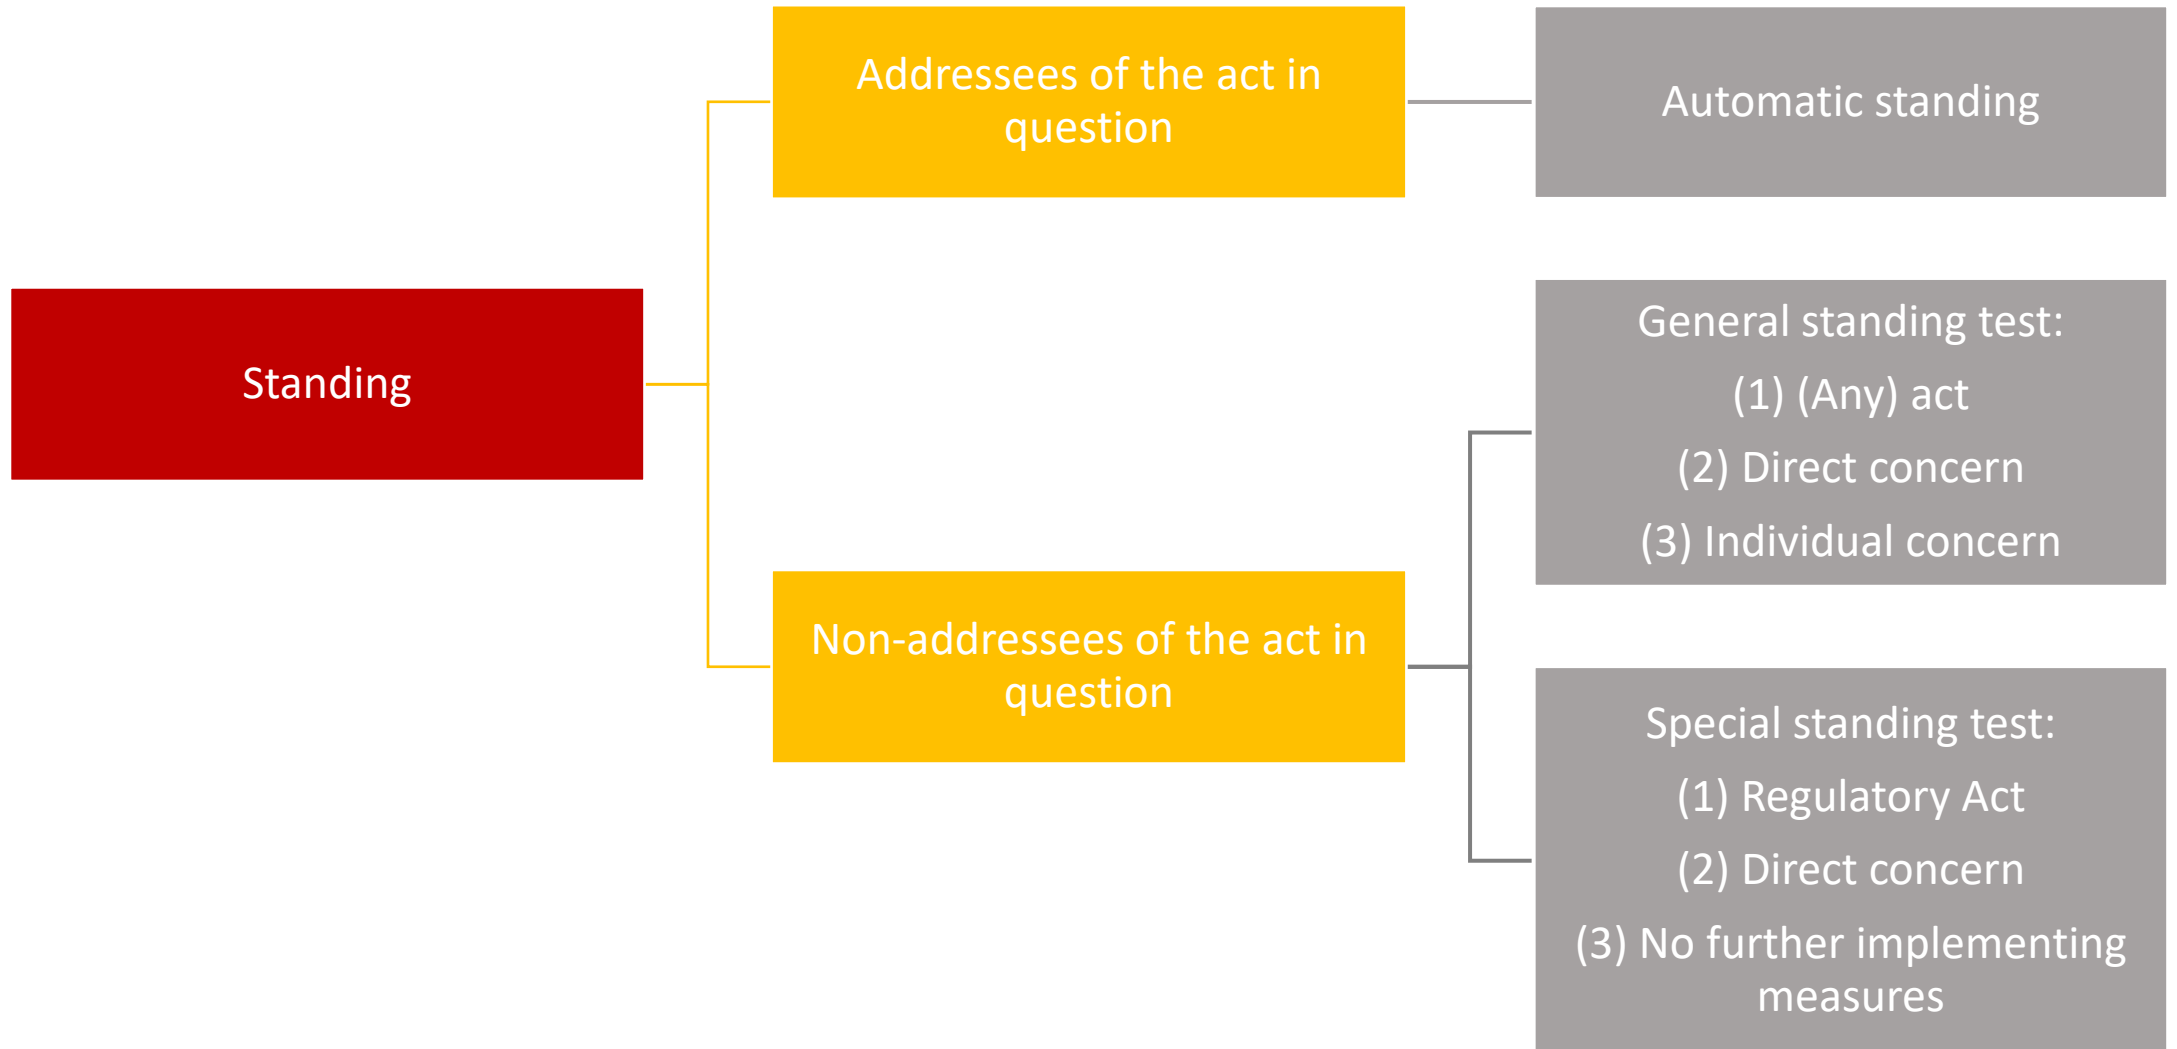 Standing
Addressees of the act in
question
Automatic standing
Non-addressees of the act in
question
General standing test:
(1) (Any) act
(2) Direct concern
(3) Individual concern
Special standing test:
(1) Regulatory Act
(2) Direct concern
(3) No further implementing
measures